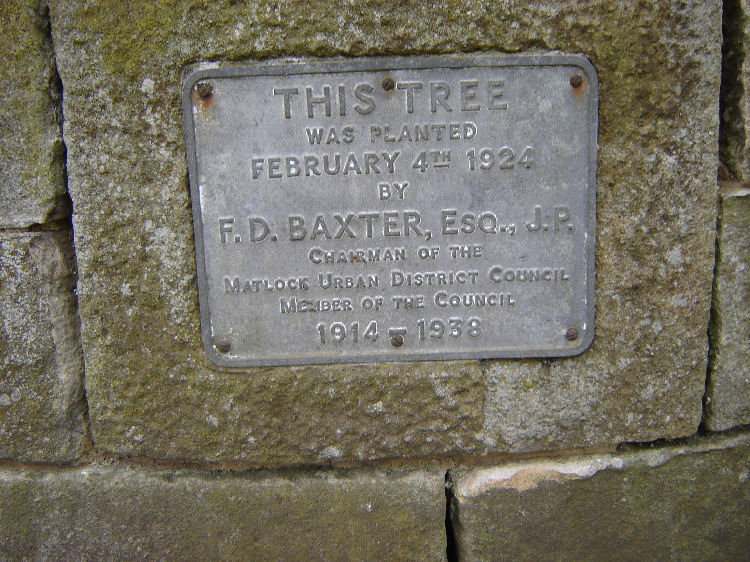 THIS TREE
WAS PLANTED
FEBRUARY 4TH 1924
BY
F. D. BAXTER, ESQ., J.P.
CHAIRMAN OF THE
MATLOCK URBAN DISTRICT COUNCIL
MEMBER OF THE COUNCIL
1914 – 1938